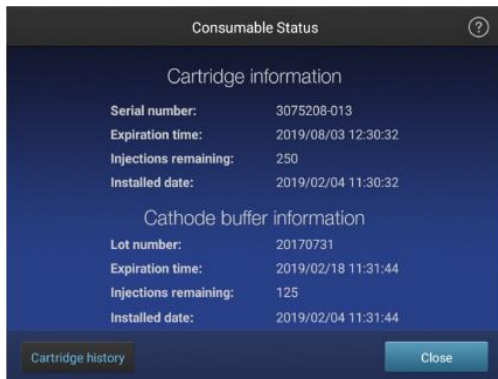 Consumable Status ?
Cartridge information
Serial number: 3075208-013
Expiration time: 2019/08/03 12:30:32
Injections remaining: 250
Installed date: 2019/02/04 11:30:32
Cathode buffer information
Lot number: 20170731
Expiration time: 2019/02/18 11:31:44
Injections remaining: 125
Installed date: 2019/02/04 11:31:44
Cartridge history Close